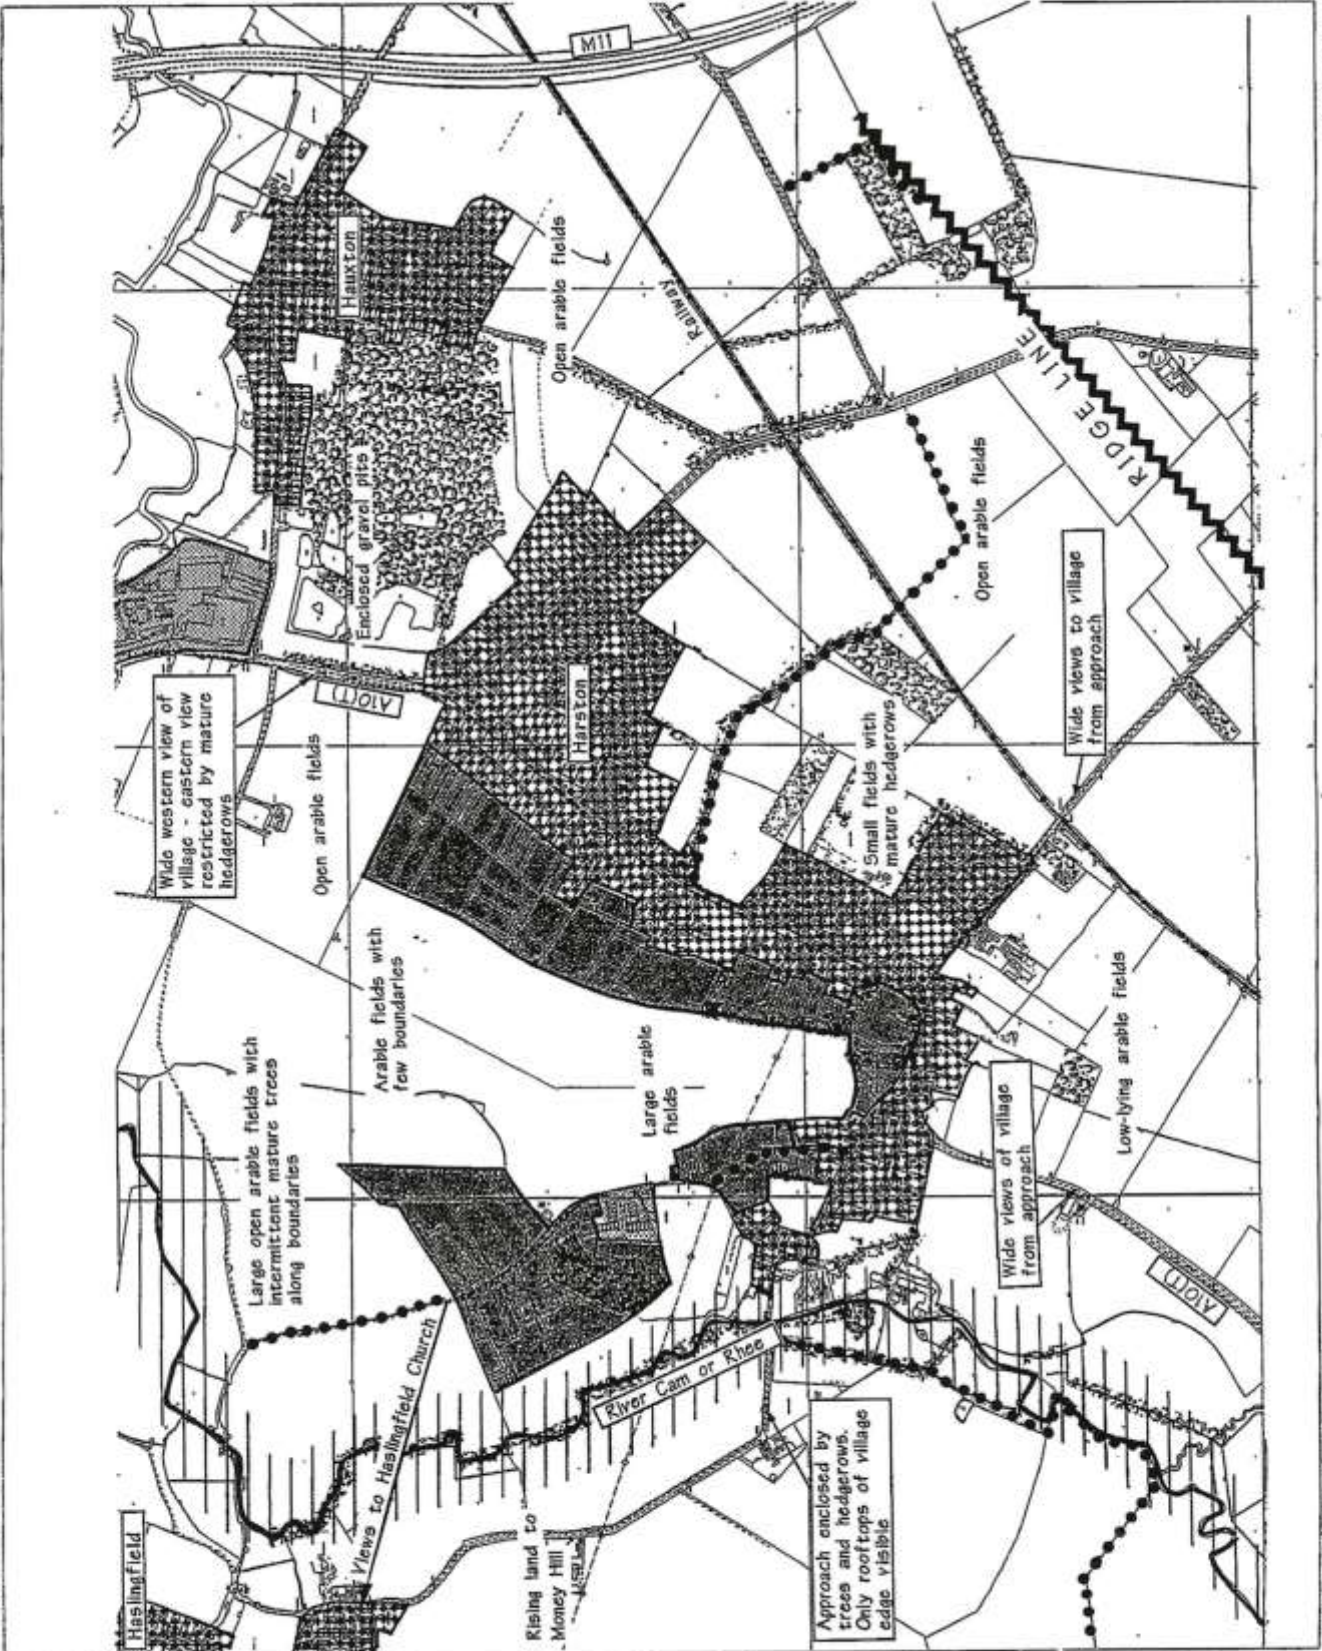 M11
Hauxton
Open arable fields
Railway
RIDGE LINE
Enclosed gravel pits
Open arable fields
A10(T)
Wide western view of
village - eastern view
restricted by mature
hedgerows
Open arable fields
Harston
Small fields with
mature hedgerows
Wide views to village
from approach
Arable fields with
few boundaries
Large arable
fields
Low-lying arable fields
Large open arable fields with
intermittent mature trees
along boundaries
Wide views of village
from approach
A10(T)
Views to Haslingfield Church
River Cam or Rhee
Haslingfield
Rising land to
Money Hill
Approach enclosed by
trees and hedgerows.
Only rooftops of village
edge visible